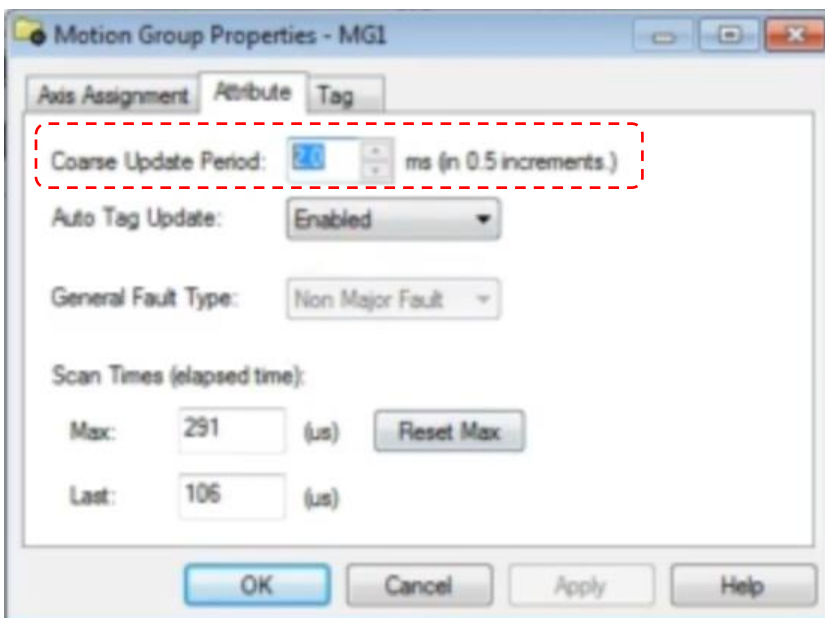 Motion Group Properties - MG1
Axis Assignment Attribute Tag
Coarse Update Period: 2.0 ms (in 0.5 increments.)
Auto Tag Update: Enabled
General Fault Type: Non Major Fault
Scan Times (elapsed time):
Max: 291 (us) Reset Max
Last: 106 (us)
OK Cancel Apply Help